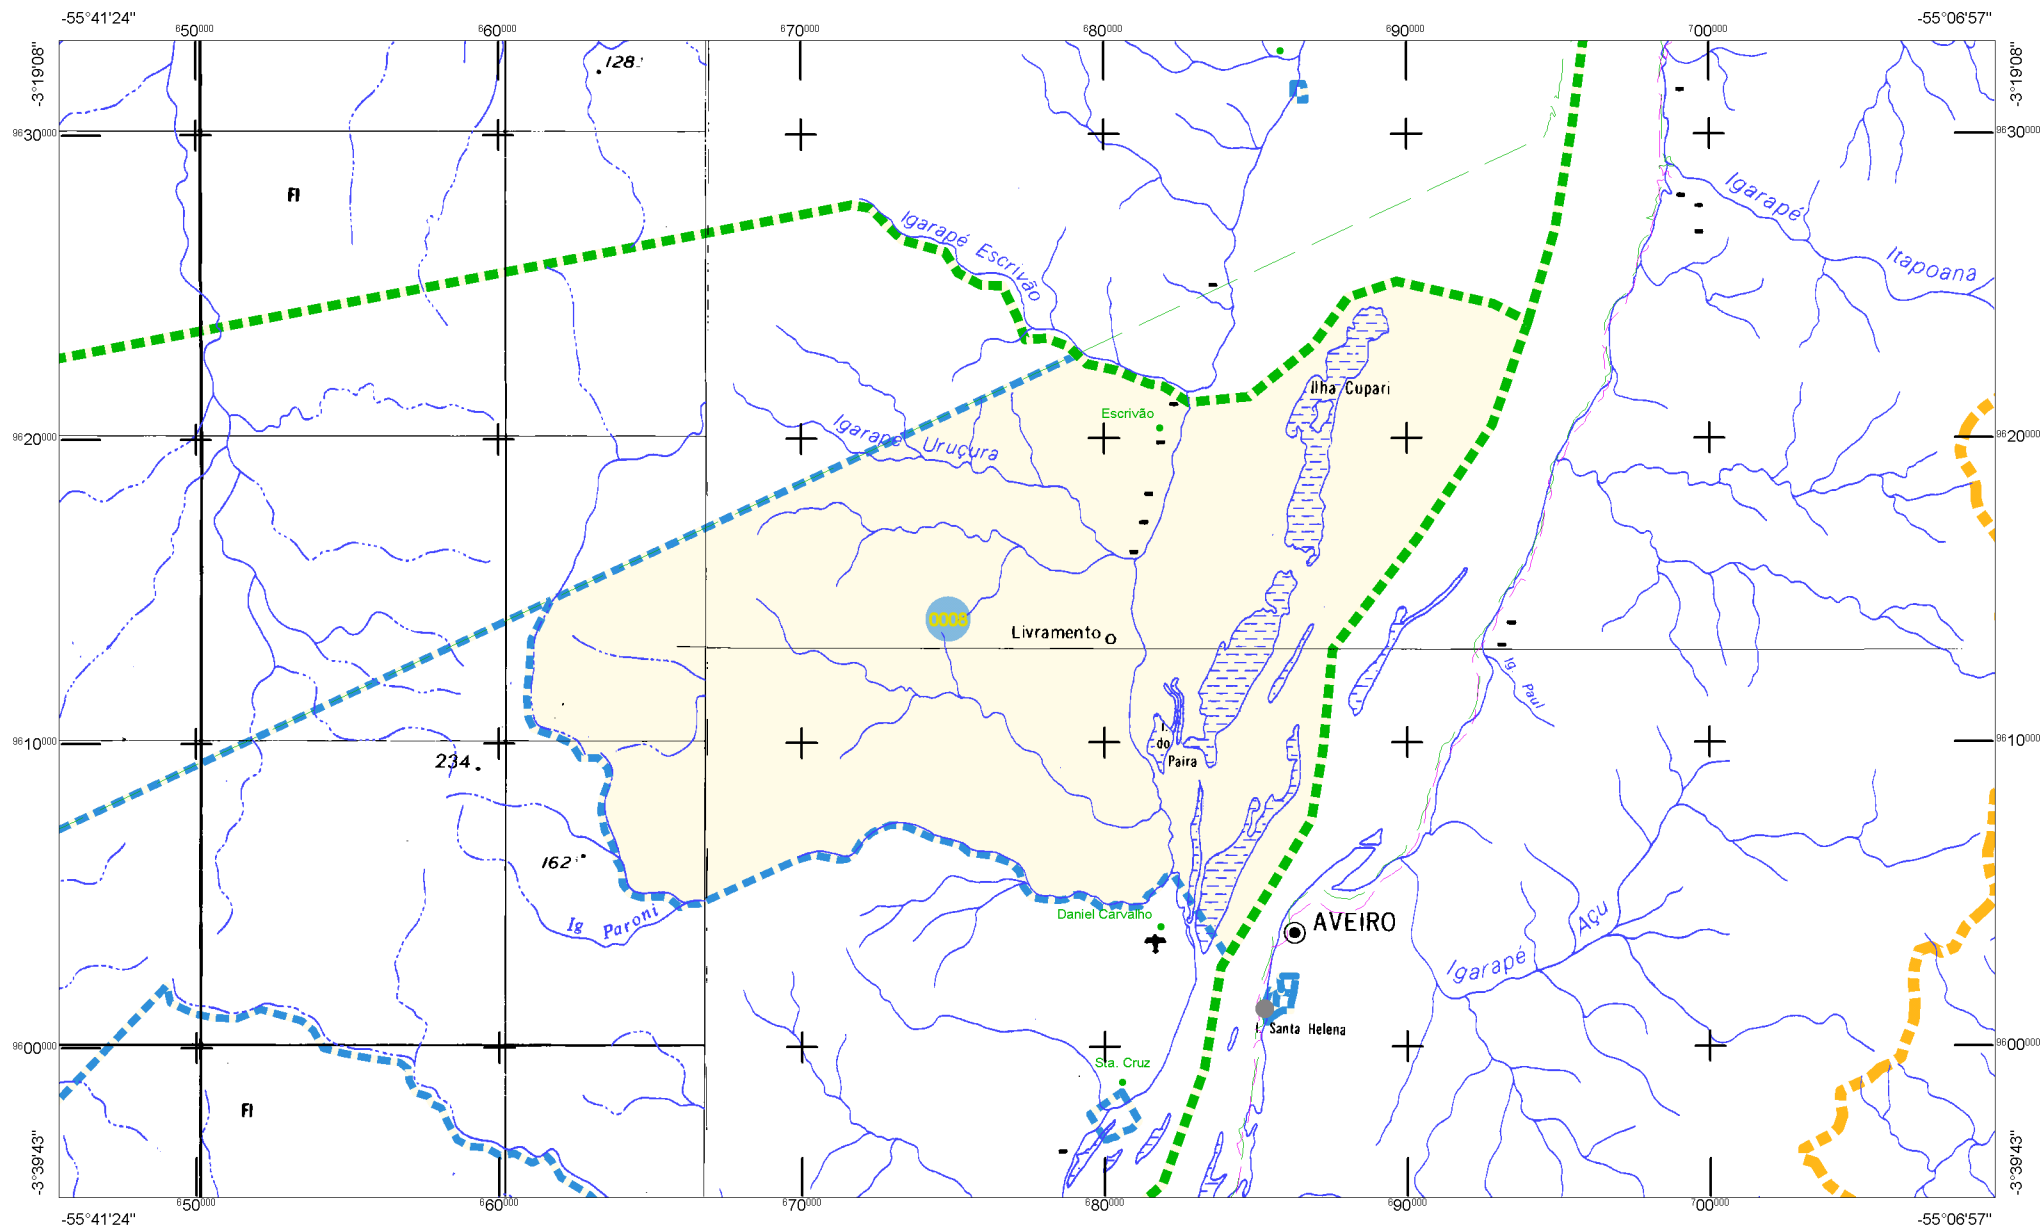 -55°41'24"
-55°06'57"
650000
660000
670000
680000
690000
700000
-3°19'08"
-3°19'08"
128
9630000
9630000
FI
Igarapé Escrivão
Igarapé
Itapoana
Ilha Cupari
Escrivão
9620000
9620000
Igarapé Uruçura
0008
Livramento
Ig Paul
I.
do
Paira
9610000
9610000
234
162
Ig Paroni
Daniel Carvalho
AVEIRO
Igarapé Açu
I. Santa Helena
9600000
9600000
Sta. Cruz
FI
-3°39'43"
-3°39'43"
650000
660000
670000
680000
690000
700000
-55°41'24"
-55°06'57"